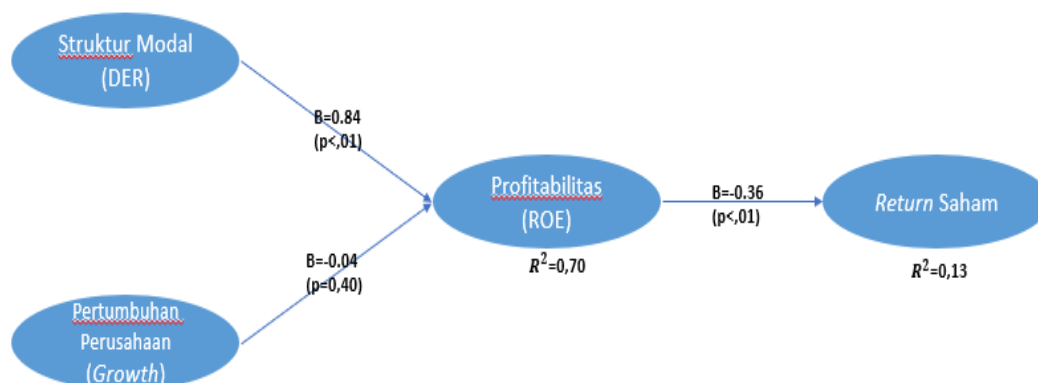 Struktur Modal
(DER)
B=0.84
(p<,01)
Profitabilitas
(ROE)
R²=0,70
B=-0.36
(p<,01)
Return Saham
R²=0,13
B=-0.04
(p=0,40)
Pertumbuhan
Perusahaan
(Growth)